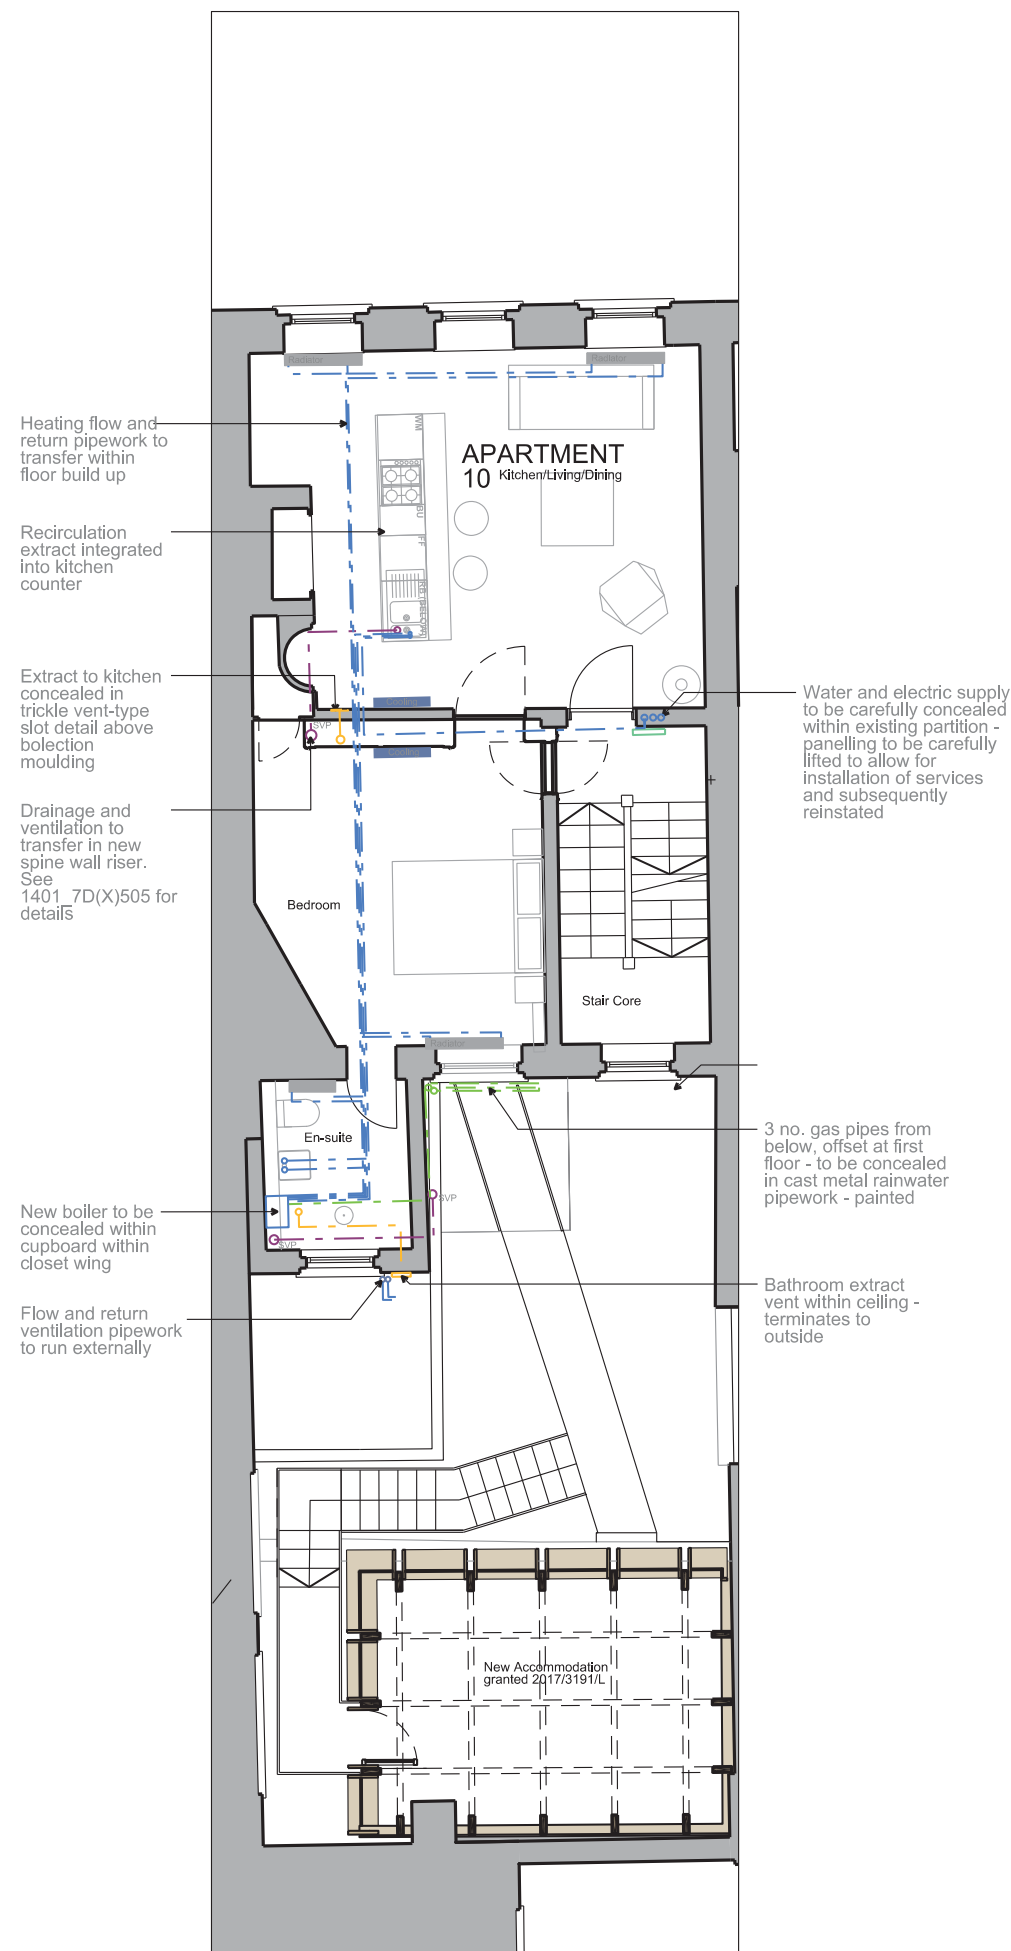 Radiator
Radiator
Heating flow and
return pipework to
transfer within
floor build up
WM
APARTMENT
10 Kitchen/Living/Dining
BU
FF
Recirculation
extract integrated
into kitchen
counter
Extract to kitchen
concealed in
trickle vent-type
slot detail above
bolection
moulding
SVP
Water and electric supply
to be carefully concealed
within existing partition -
panelling to be carefully
lifted to allow for
installation of services
and subsequently
reinstated
Drainage and
ventilation to
transfer in new
spine wall riser.
See
1401_7D(X)505 for
details
Bedroom
Stair Core
Radiator
En-suite
3 no. gas pipes from
below, offset at first
floor - to be concealed
in cast metal rainwater
pipework - painted
SVP
New boiler to be
concealed within
cupboard within
closet wing
SVP
Bathroom extract
vent within ceiling -
terminates to
outside
Flow and return
ventilation pipework
to run externally
New Accommodation
granted 2017/3191/L